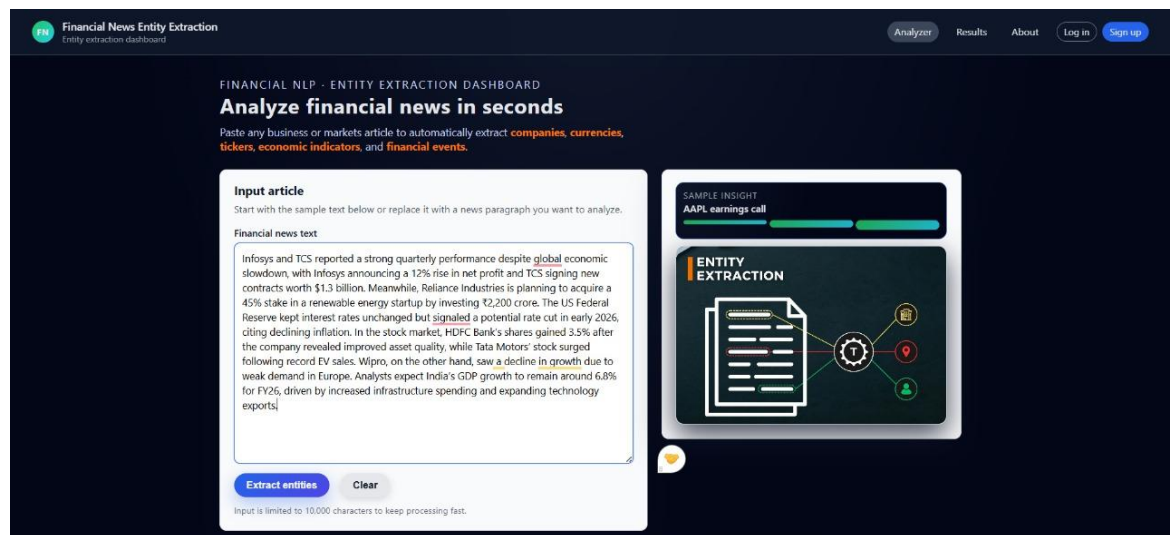 FN
Financial News Entity Extraction
Entity extraction dashboard
Analyzer
Results
About
Log in
Sign up
FINANCIAL NLP · ENTITY EXTRACTION DASHBOARD
Analyze financial news in seconds
Paste any business or markets article to automatically extract companies, currencies,
tickers, economic indicators, and financial events.
Input article
Start with the sample text below or replace it with a news paragraph you want to analyze.
Financial news text
Infosys and TCS reported a strong quarterly performance despite global economic
slowdown, with Infosys announcing a 12% rise in net profit and TCS signing new
contracts worth $1.3 billion. Meanwhile, Reliance Industries is planning to acquire a
45% stake in a renewable energy startup by investing ₹2,200 crore. The US Federal
Reserve kept interest rates unchanged but signaled a potential rate cut in early 2026,
citing declining inflation. In the stock market, HDFC Bank's shares gained 3.5% after
the company revealed improved asset quality, while Tata Motors' stock surged
following record EV sales. Wipro, on the other hand, saw a decline in growth due to
weak demand in Europe. Analysts expect India's GDP growth to remain around 6.8%
for FY26, driven by increased infrastructure spending and expanding technology
exports.
Extract entities
Clear
Input is limited to 10,000 characters to keep processing fast.
SAMPLE INSIGHT
AAPL earnings call
ENTITY
EXTRACTION
T